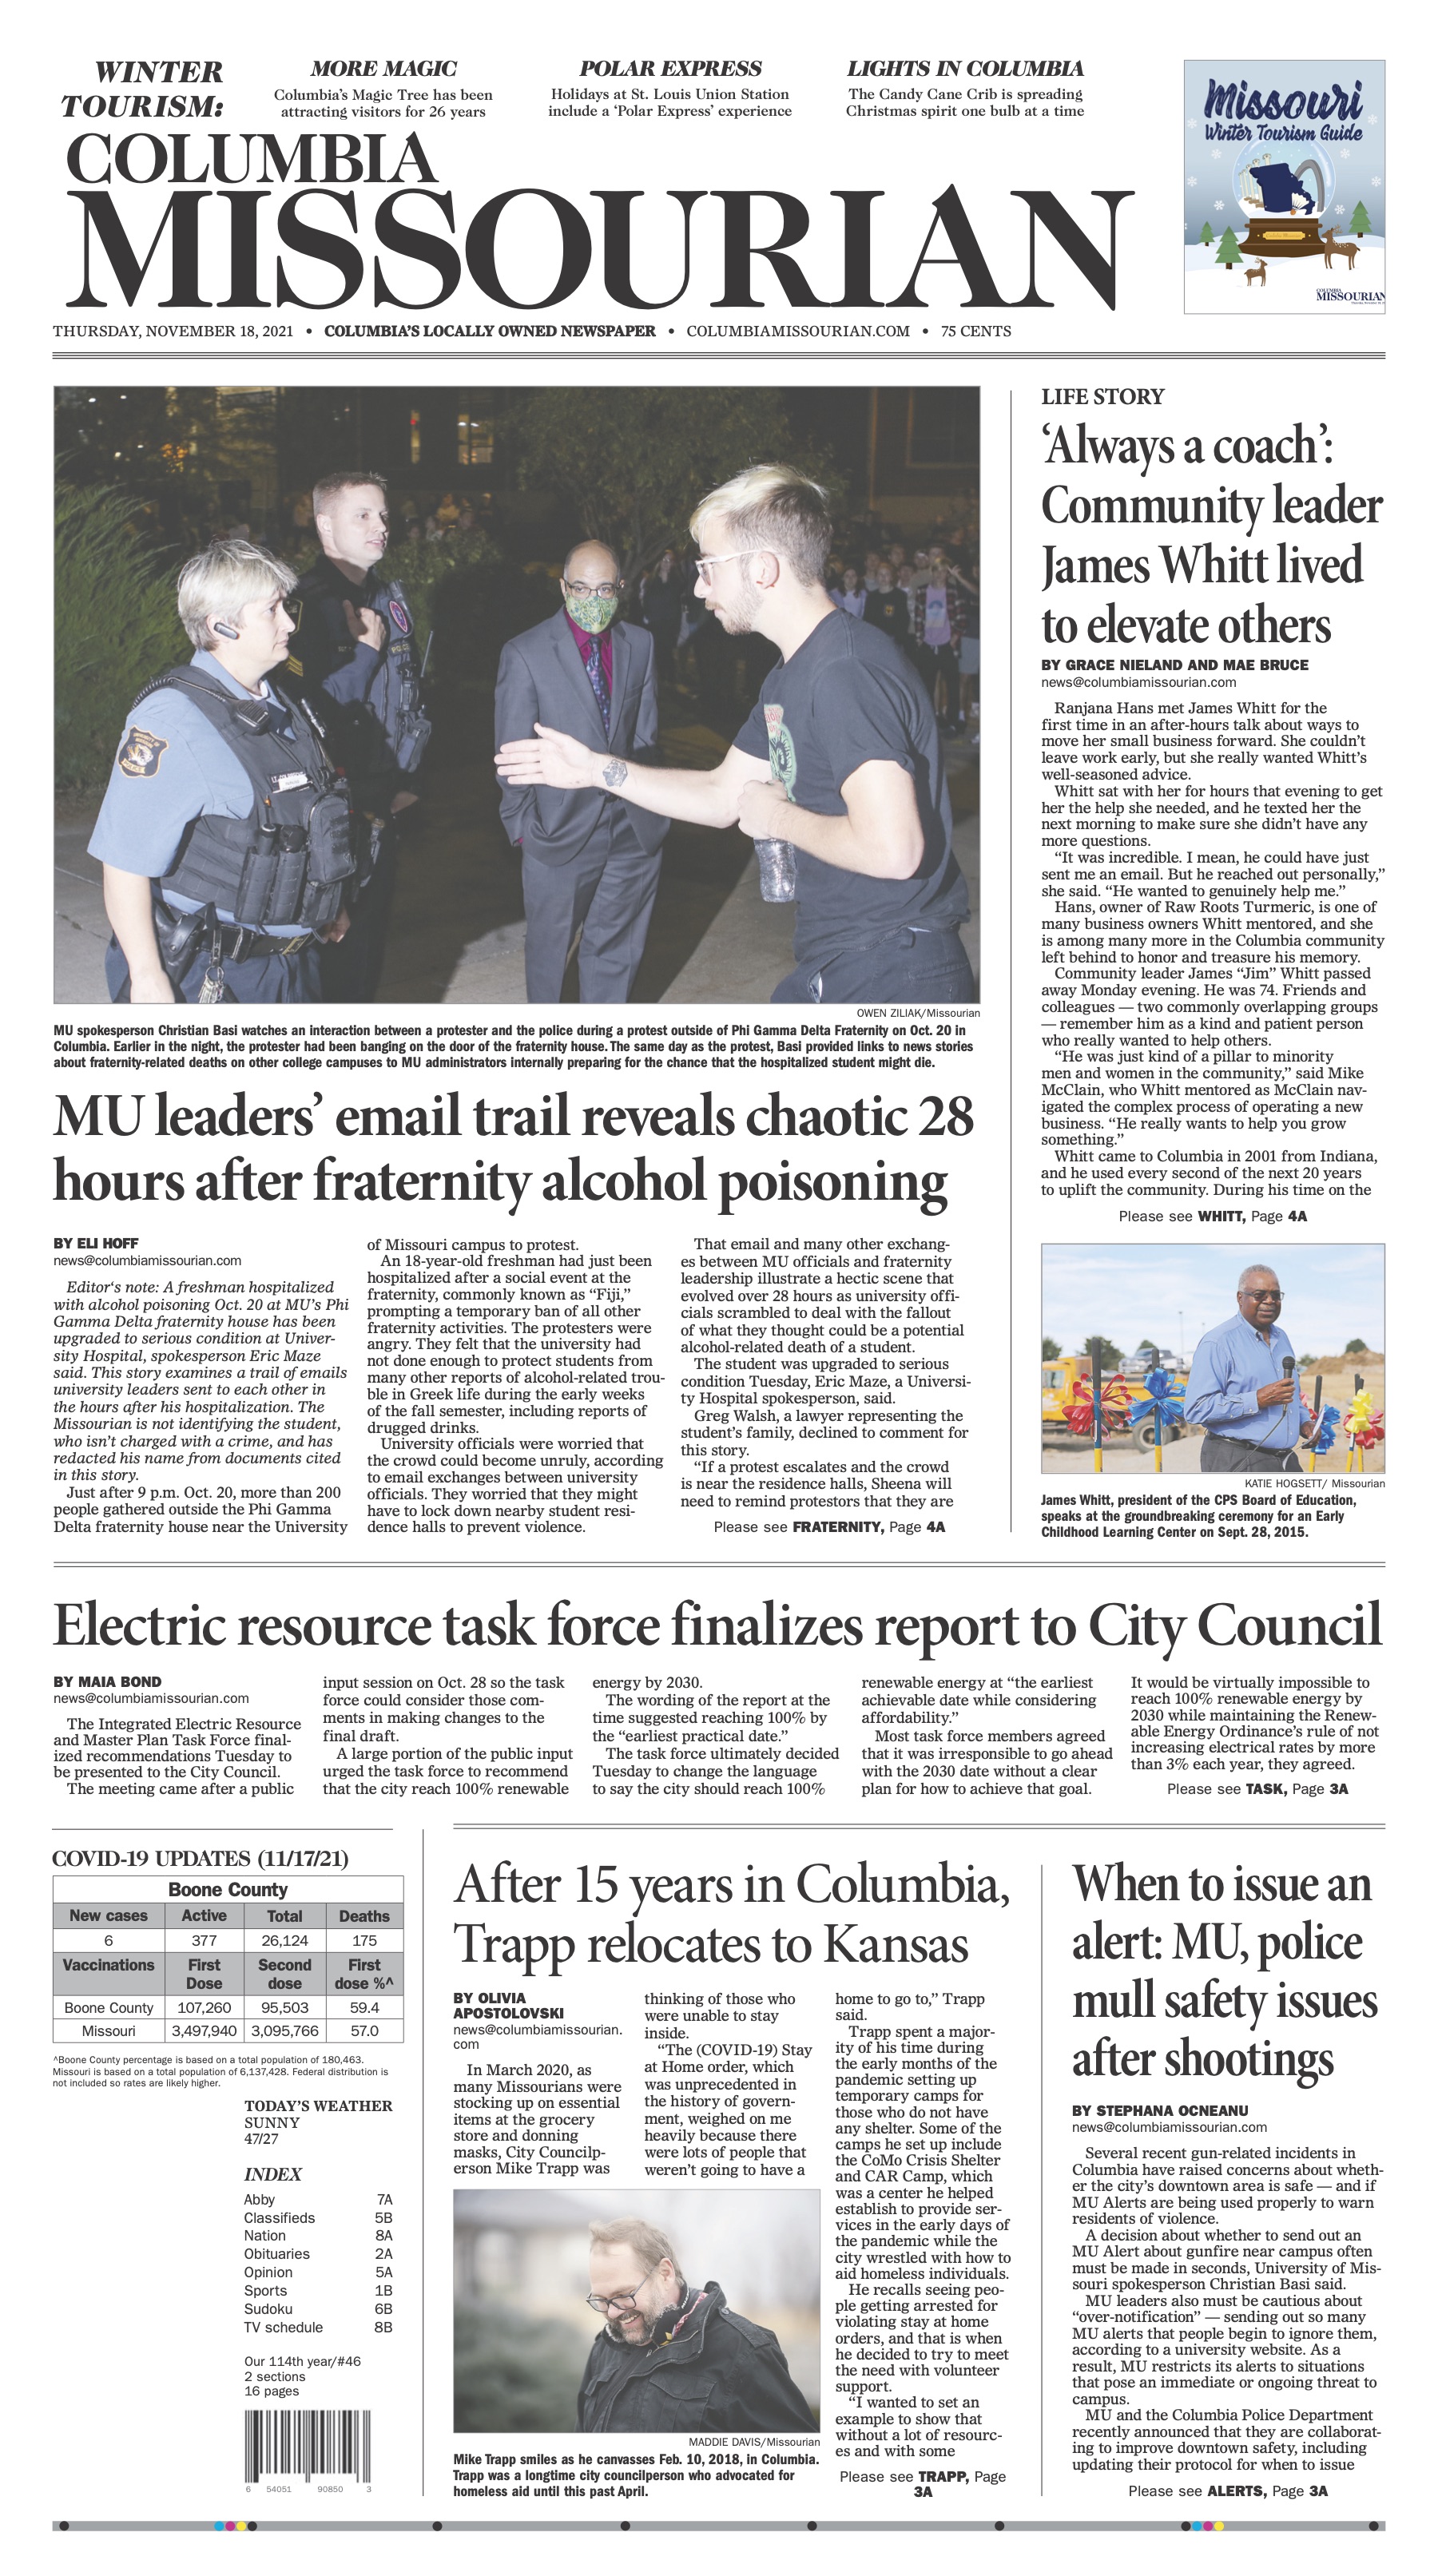 WINTER
TOURISM:
MORE MAGIC
Columbia's Magic Tree has been
attracting visitors for 26 years
POLAR EXPRESS
Holidays at St. Louis Union Station
include a ‘Polar Express’ experience
LIGHTS IN COLUMBIA
The Candy Cane Crib is spreading
Christmas spirit one bulb at a time
Missouri
Winter Tourism Guide
COLUMBIA
MISSOURIAN
COLUMBIA
MISSOURIAN
THURSDAY, NOVEMBER 18, 2021 • COLUMBIA'S LOCALLY OWNED NEWSPAPER • COLUMBIAMISSOURIAN.COM • 75 CENTS
OWEN ZILIAK/Missourian
MU spokesperson Christian Basi watches an interaction between a protester and the police during a protest outside of Phi Gamma Delta Fraternity on Oct. 20 in
Columbia. Earlier in the night, the protester had been banging on the door of the fraternity house. The same day as the protest, Basi provided links to news stories
about fraternity-related deaths on other college campuses to MU administrators internally preparing for the chance that the hospitalized student might die.
MU leaders’ email trail reveals chaotic 28
hours after fraternity alcohol poisoning
BY ELI HOFF
news@columbiamissourian.com
Editor‘s note: A freshman hospitalized
with alcohol poisoning Oct. 20 at MU's Phi
Gamma Delta fraternity house has been
upgraded to serious condition at Univer-
sity Hospital, spokesperson Eric Maze
said. This story examines a trail of emails
university leaders sent to each other in
the hours after his hospitalization. The
Missourian is not identifying the student,
who isn't charged with a crime, and has
redacted his name from documents cited
in this story.
Just after 9 p.m. Oct. 20, more than 200
people gathered outside the Phi Gamma
Delta fraternity house near the University
of Missouri campus to protest.
An 18-year-old freshman had just been
hospitalized after a social event at the
fraternity, commonly known as “Fiji,”
prompting a temporary ban of all other
fraternity activities. The protesters were
angry. They felt that the university had
not done enough to protect students from
many other reports of alcohol-related trou-
ble in Greek life during the early weeks
of the fall semester, including reports of
drugged drinks.
University officials were worried that
the crowd could become unruly, according
to email exchanges between university
officials. They worried that they might
have to lock down nearby student resi-
dence halls to prevent violence.
That email and many other exchang-
es between MU officials and fraternity
leadership illustrate a hectic scene that
evolved over 28 hours as university offi-
cials scrambled to deal with the fallout
of what they thought could be a potential
alcohol-related death of a student.
The student was upgraded to serious
condition Tuesday, Eric Maze, a Universi-
ty Hospital spokesperson, said.
Greg Walsh, a lawyer representing the
student's family, declined to comment for
this story.
“If a protest escalates and the crowd
is near the residence halls, Sheena will
need to remind protestors that they are
Please see FRATERNITY, Page 4A
LIFE STORY
‘Always a coach’:
Community leader
James Whitt lived
to elevate others
BY GRACE NIELAND AND MAE BRUCE
news@columbiamissourian.com
Ranjana Hans met James Whitt for the
first time in an after-hours talk about ways to
move her small business forward. She couldn't
leave work early, but she really wanted Whitt's
well-seasoned advice.
Whitt sat with her for hours that evening to get
her the help she needed, and he texted her the
next morning to make sure she didn't have any
more questions.
“It was incredible. I mean, he could have just
sent me an email. But he reached out personally,”
she said. “He wanted to genuinely help me.”
Hans, owner of Raw Roots Turmeric, is one of
many business owners Whitt mentored, and she
is among many more in the Columbia community
left behind to honor and treasure his memory.
Community leader James “Jim” Whitt passed
away Monday evening. He was 74. Friends and
colleagues — two commonly overlapping groups
— remember him as a kind and patient person
who really wanted to help others.
“He was just kind of a pillar to minority
men and women in the community,” said Mike
McClain, who Whitt mentored as McClain nav-
igated the complex process of operating a new
business. “He really wants to help you grow
something.”
Whitt came to Columbia in 2001 from Indiana,
and he used every second of the next 20 years
to uplift the community. During his time on the
Please see WHITT, Page 4A
KATIE HOGSETT/ Missourian
James Whitt, president of the CPS Board of Education,
speaks at the groundbreaking ceremony for an Early
Childhood Learning Center on Sept. 28, 2015.
Electric resource task force finalizes report to City Council
BY MAIA BOND
news@columbiamissourian.com
The Integrated Electric Resource
and Master Plan Task Force final-
ized recommendations Tuesday to
be presented to the City Council.
The meeting came after a public
input session on Oct. 28 so the task
force could consider those com-
ments in making changes to the
final draft.
A large portion of the public input
urged the task force to recommend
that the city reach 100% renewable
energy by 2030.
The wording of the report at the
time suggested reaching 100% by
the “earliest practical date.”
The task force ultimately decided
Tuesday to change the language
to say the city should reach 100%
renewable energy at “the earliest
achievable date while considering
affordability.”
Most task force members agreed
that it was irresponsible to go ahead
with the 2030 date without a clear
plan for how to achieve that goal.
It would be virtually impossible to
reach 100% renewable energy by
2030 while maintaining the Renew-
able Energy Ordinance's rule of not
increasing electrical rates by more
than 3% each year, they agreed.
Please see TASK, Page 3A
COVID-19 UPDATES (11/17/21)
Boone County
New cases Active Total Deaths
6 377 26,124 175
Vaccinations First Dose Second dose First dose %^
Boone County 107,260 95,503 59.4
Missouri 3,497,940 3,095,766 57.0
^Boone County percentage is based on a total population of 180,463.
Missouri is based on a total population of 6,137,428. Federal distribution is
not included so rates are likely higher.
TODAY'S WEATHER
SUNNY
47/27
INDEX
Abby 7A
Classifieds 5B
Nation 8A
Obituaries 2A
Opinion 5A
Sports 1B
Sudoku 6B
TV schedule 8B
Our 114th year/#46
2 sections
16 pages
6 54051 90850 3
After 15 years in Columbia,
Trapp relocates to Kansas
BY OLIVIA
APOSTOLOVSKI
news@columbiamissourian.
com
In March 2020, as
many Missourians were
stocking up on essential
items at the grocery
store and donning
masks, City Councilp-
erson Mike Trapp was
thinking of those who
were unable to stay
inside.
“The (COVID-19) Stay
at Home order, which
was unprecedented in
the history of govern-
ment, weighed on me
heavily because there
were lots of people that
weren't going to have a
home to go to,” Trapp
said.
Trapp spent a major-
ity of his time during
the early months of the
pandemic setting up
temporary camps for
those who do not have
any shelter. Some of the
camps he set up include
the CoMo Crisis Shelter
and CAR Camp, which
was a center he helped
establish to provide ser-
vices in the early days of
the pandemic while the
city wrestled with how to
aid homeless individuals.
He recalls seeing peo-
ple getting arrested for
violating stay at home
orders, and that is when
he decided to try to meet
the need with volunteer
support.
“I wanted to set an
example to show that
without a lot of resourc-
es and with some
Please see TRAPP, Page
3A
MADDIE DAVIS/Missourian
Mike Trapp smiles as he canvasses Feb. 10, 2018, in Columbia.
Trapp was a longtime city councilperson who advocated for
homeless aid until this past April.
When to issue an
alert: MU, police
mull safety issues
after shootings
BY STEPHANA OCNEANU
news@columbiamissourian.com
Several recent gun-related incidents in
Columbia have raised concerns about wheth-
er the city's downtown area is safe — and if
MU Alerts are being used properly to warn
residents of violence.
A decision about whether to send out an
MU Alert about gunfire near campus often
must be made in seconds, University of Mis-
souri spokesperson Christian Basi said.
MU leaders also must be cautious about
“over-notification” — sending out so many
MU alerts that people begin to ignore them,
according to a university website. As a
result, MU restricts its alerts to situations
that pose an immediate or ongoing threat to
campus.
MU and the Columbia Police Department
recently announced that they are collaborat-
ing to improve downtown safety, including
updating their protocol for when to issue
Please see ALERTS, Page 3A